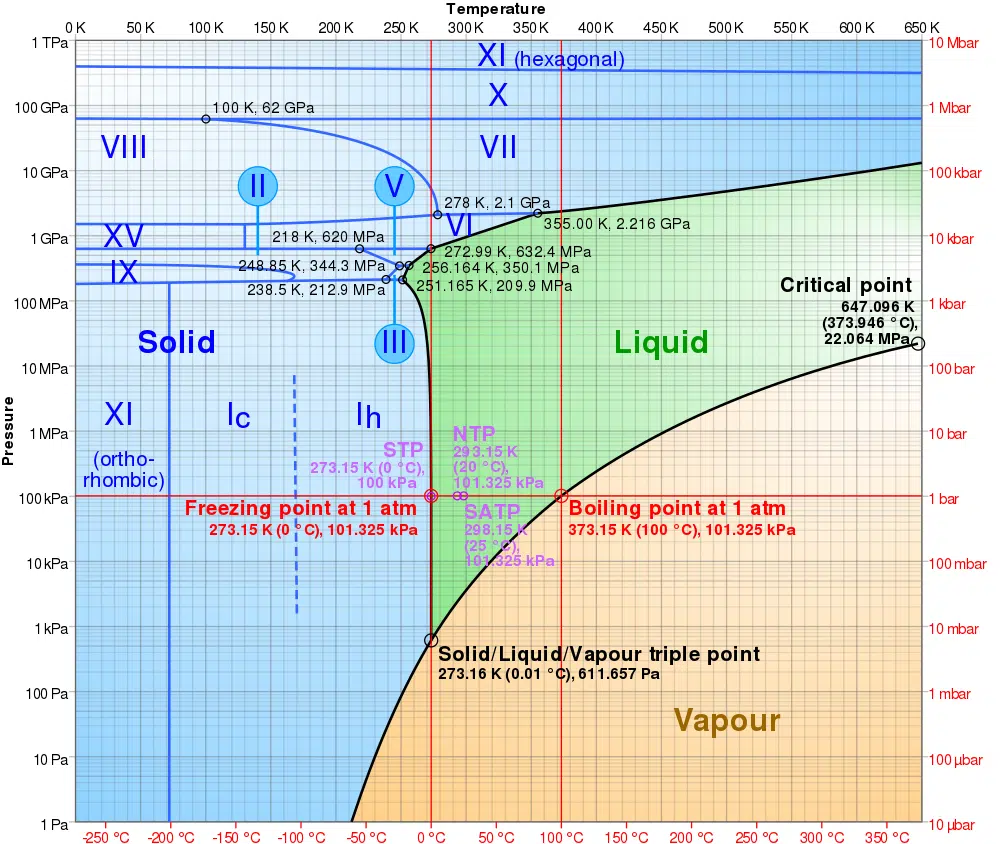 Temperature
0 K 50 K 100 K 150 K 200 K 250 K 300 K 350 K 400 K 450 K 500 K 550 K 600 K 650 K
1 TPa
10 Mbar
XI (hexagonal)
X
100 GPa
100 K, 62 GPa
1 Mbar
VIII
VII
10 GPa
100 kbar
II
V
278 K, 2.1 GPa
VI
355.00 K, 2.216 GPa
XV
218 K, 620 MPa
1 GPa
10 kbar
272.99 K, 632.4 MPa
IX
248.85 K, 344.3 MPa
256.164 K, 350.1 MPa
238.5 K, 212.9 MPa
251.165 K, 209.9 MPa
100 MPa
1 kbar
Critical point
647.096 K
(373.946 °C),
22.064 MPa
Solid
III
Liquid
10 MPa
100 bar
XI
Ic
Ih
(ortho-
rhombic)
1 MPa
10 bar
Pressure
STP
273.15 K (0 °C),
100 kPa
NTP
293.15 K
(20 °C),
101.325 kPa
100 kPa
1 bar
Freezing point at 1 atm
273.15 K (0 °C), 101.325 kPa
SATP
298.15 K
(25 °C),
101.325 kPa
Boiling point at 1 atm
373.15 K (100 °C), 101.325 kPa
10 kPa
100 mbar
1 kPa
10 mbar
Solid/Liquid/Vapour triple point
273.16 K (0.01 °C), 611.657 Pa
100 Pa
1 mbar
Vapour
10 Pa
100 µbar
1 Pa
10 µbar
-250 °C -200 °C -150 °C -100 °C -50 °C 0 °C 50 °C 100 °C 150 °C 200 °C 250 °C 300 °C 350 °C